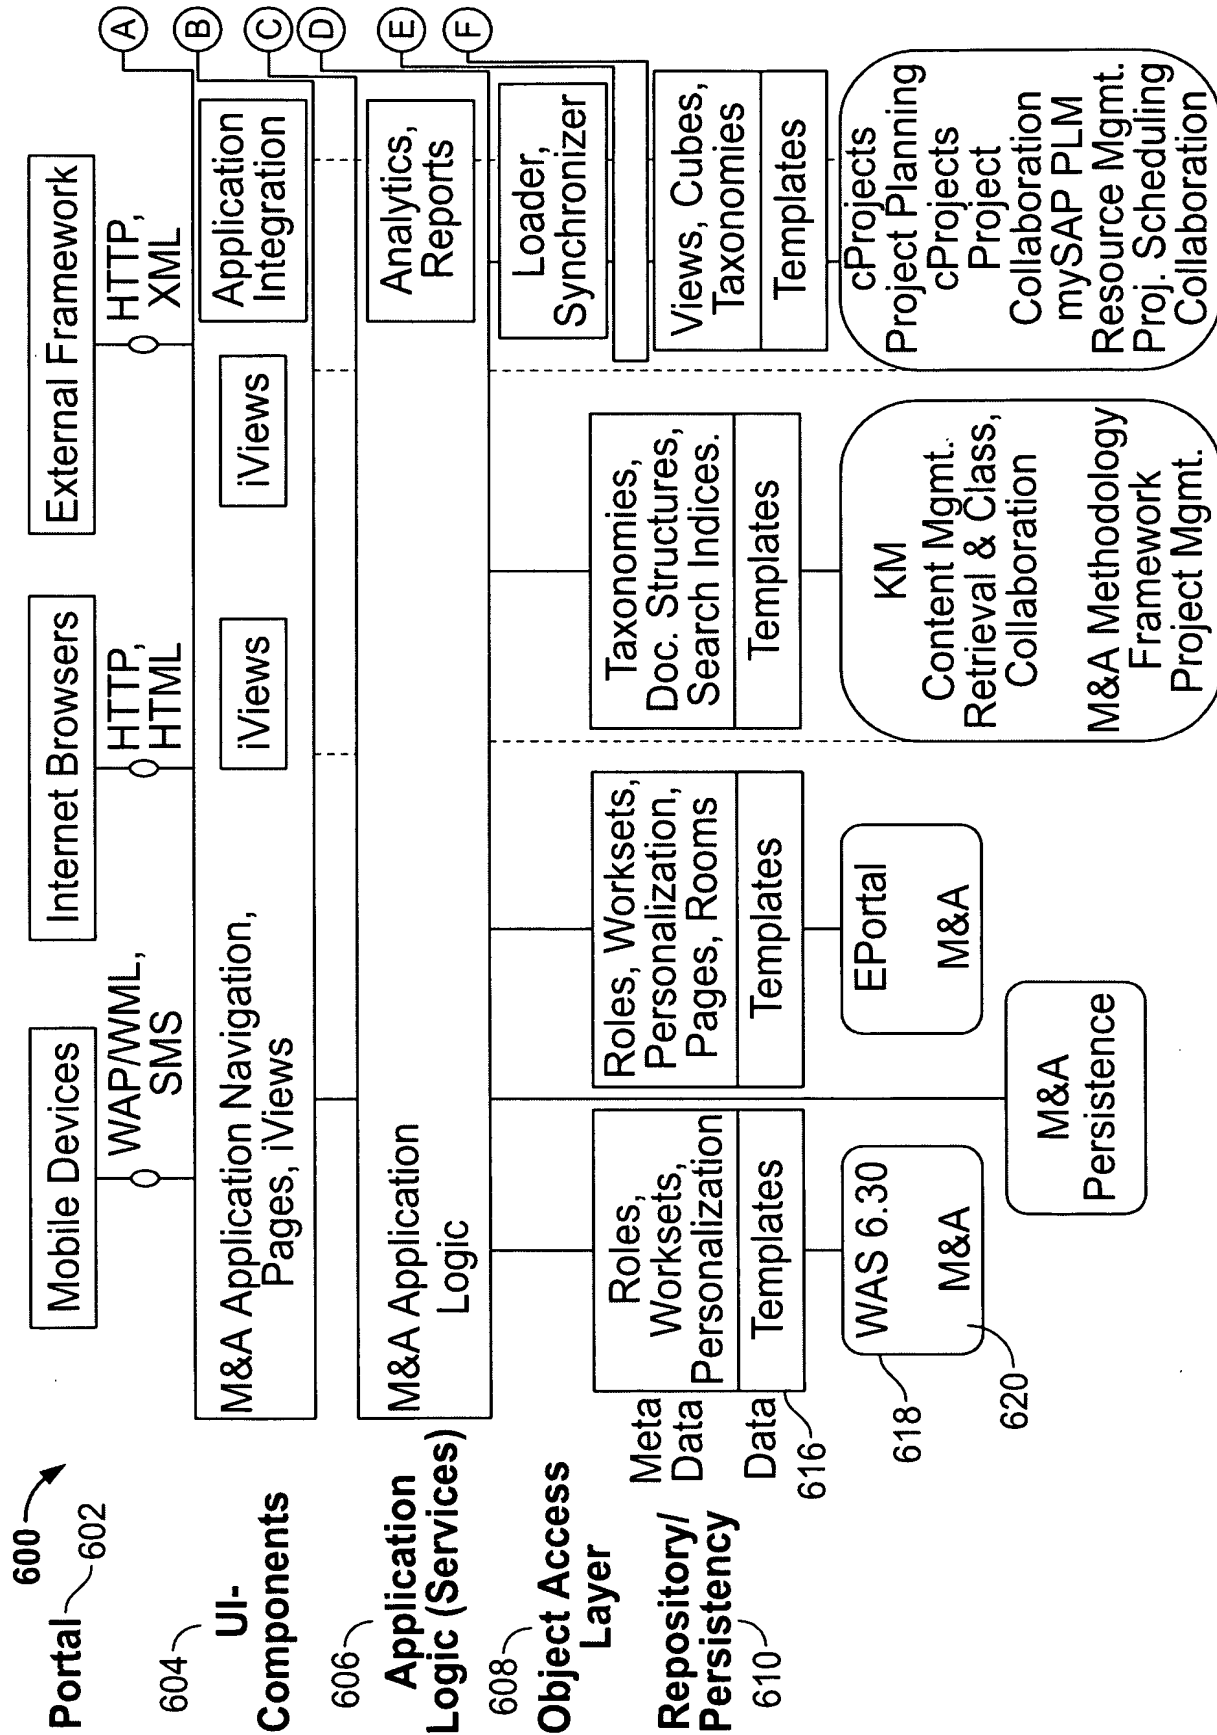 600
Portal
602
Mobile Devices
Internet Browsers
External Framework
WAP/WML,
SMS
HTTP,
HTML
HTTP,
XML
A
B
C
D
E
F
604
UI-
Components
M&A Application Navigation,
Pages, iViews
iViews
iViews
Application
Integration
606
Application
Logic (Services)
M&A Application
Logic
Analytics,
Reports
608
Object Access
Layer
Loader,
Synchronizer
Repository/
Persistency
610
Meta
Data
Data
616
Roles,
Worksets,
Personalization
Templates
Roles, Worksets,
Personalization,
Pages, Rooms
Templates
Taxonomies,
Doc. Structures,
Search Indices.
Templates
Views, Cubes,
Taxonomies
Templates
618
620
WAS 6.30
M&A
EPortal
M&A
M&A
Persistence
KM
Content Mgmt.
Retrieval & Class,
Collaboration
M&A Methodology
Framework
Project Mgmt.
cProjects
Project Planning
cProjects
Project
Collaboration
mySAP PLM
Resource Mgmt.
Proj. Scheduling
Collaboration